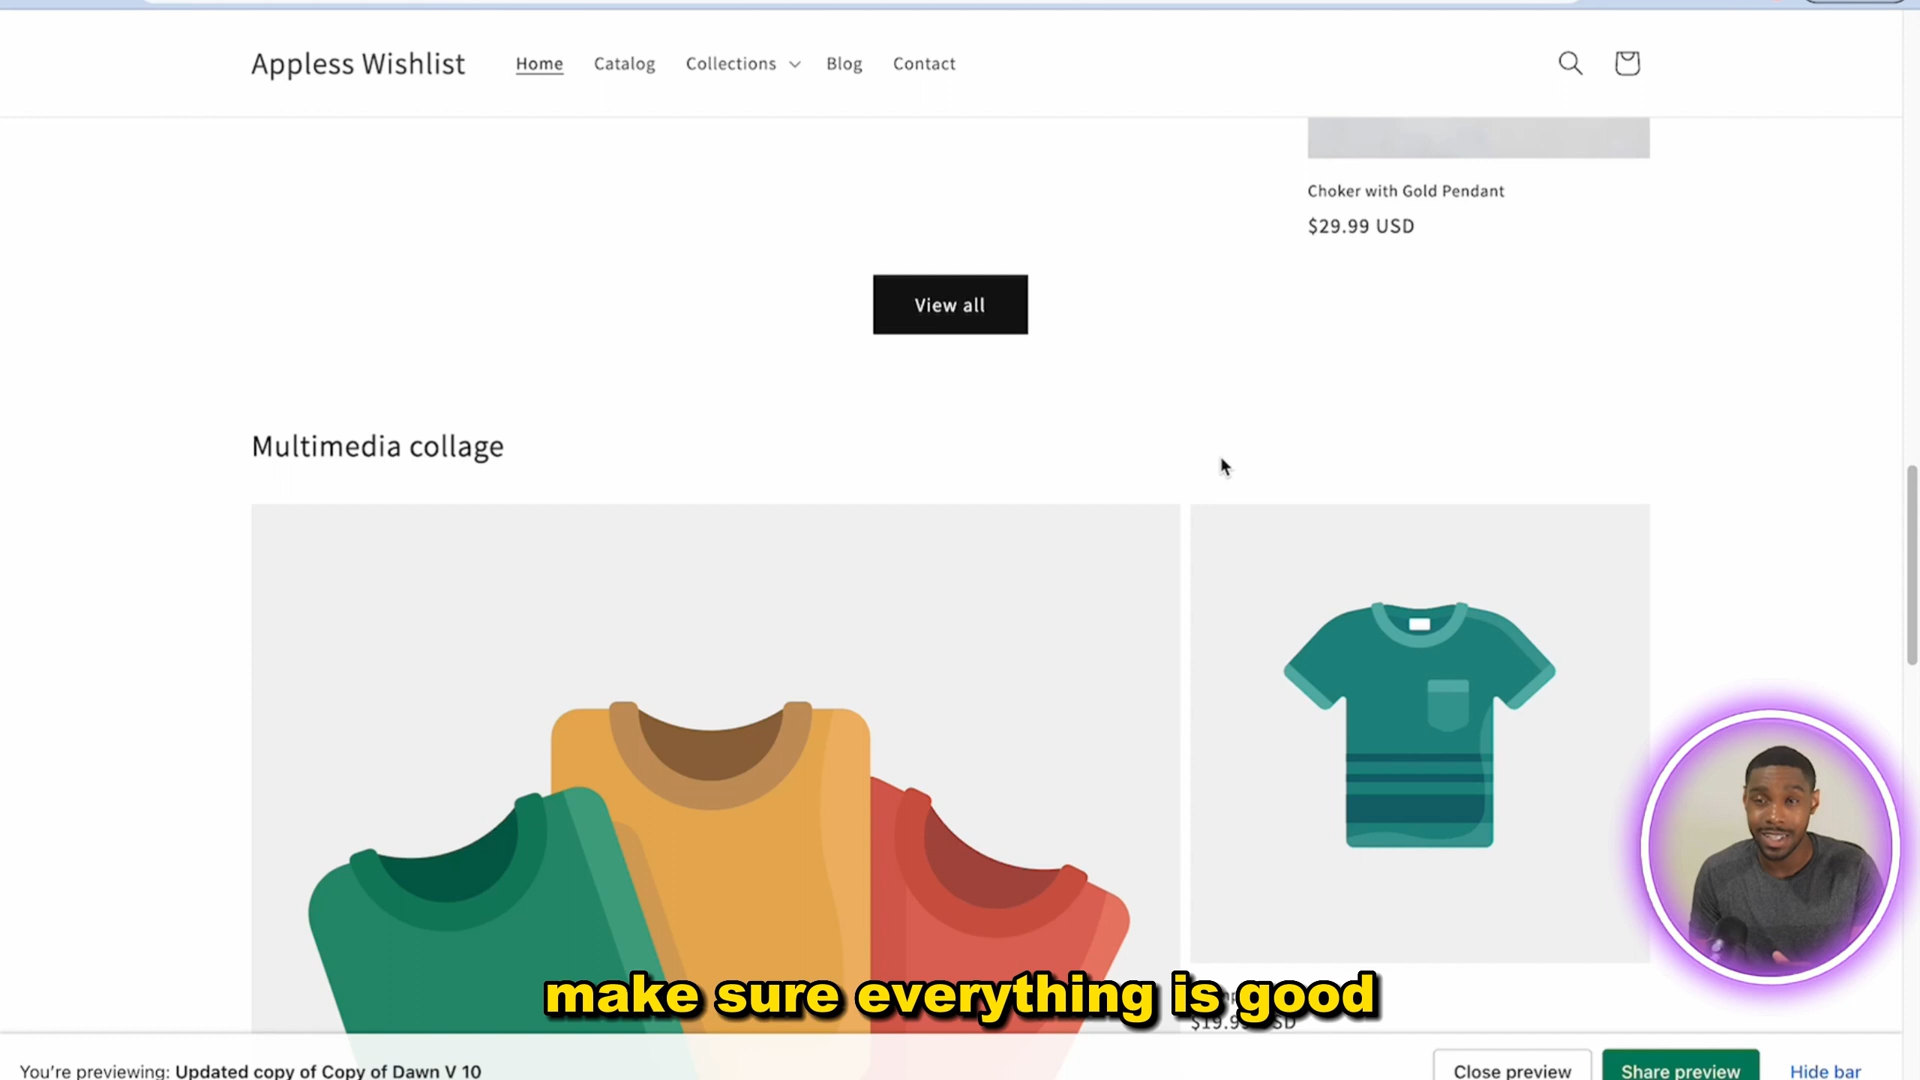 Appless Wishlist
Home
Catalog
Collections
Blog
Contact
Choker with Gold Pendant
$29.99 USD
View all
Multimedia collage
make sure everything is good
You're previewing: Updated copy of Copy of Dawn V 10
Close preview
Share preview
Hide bar